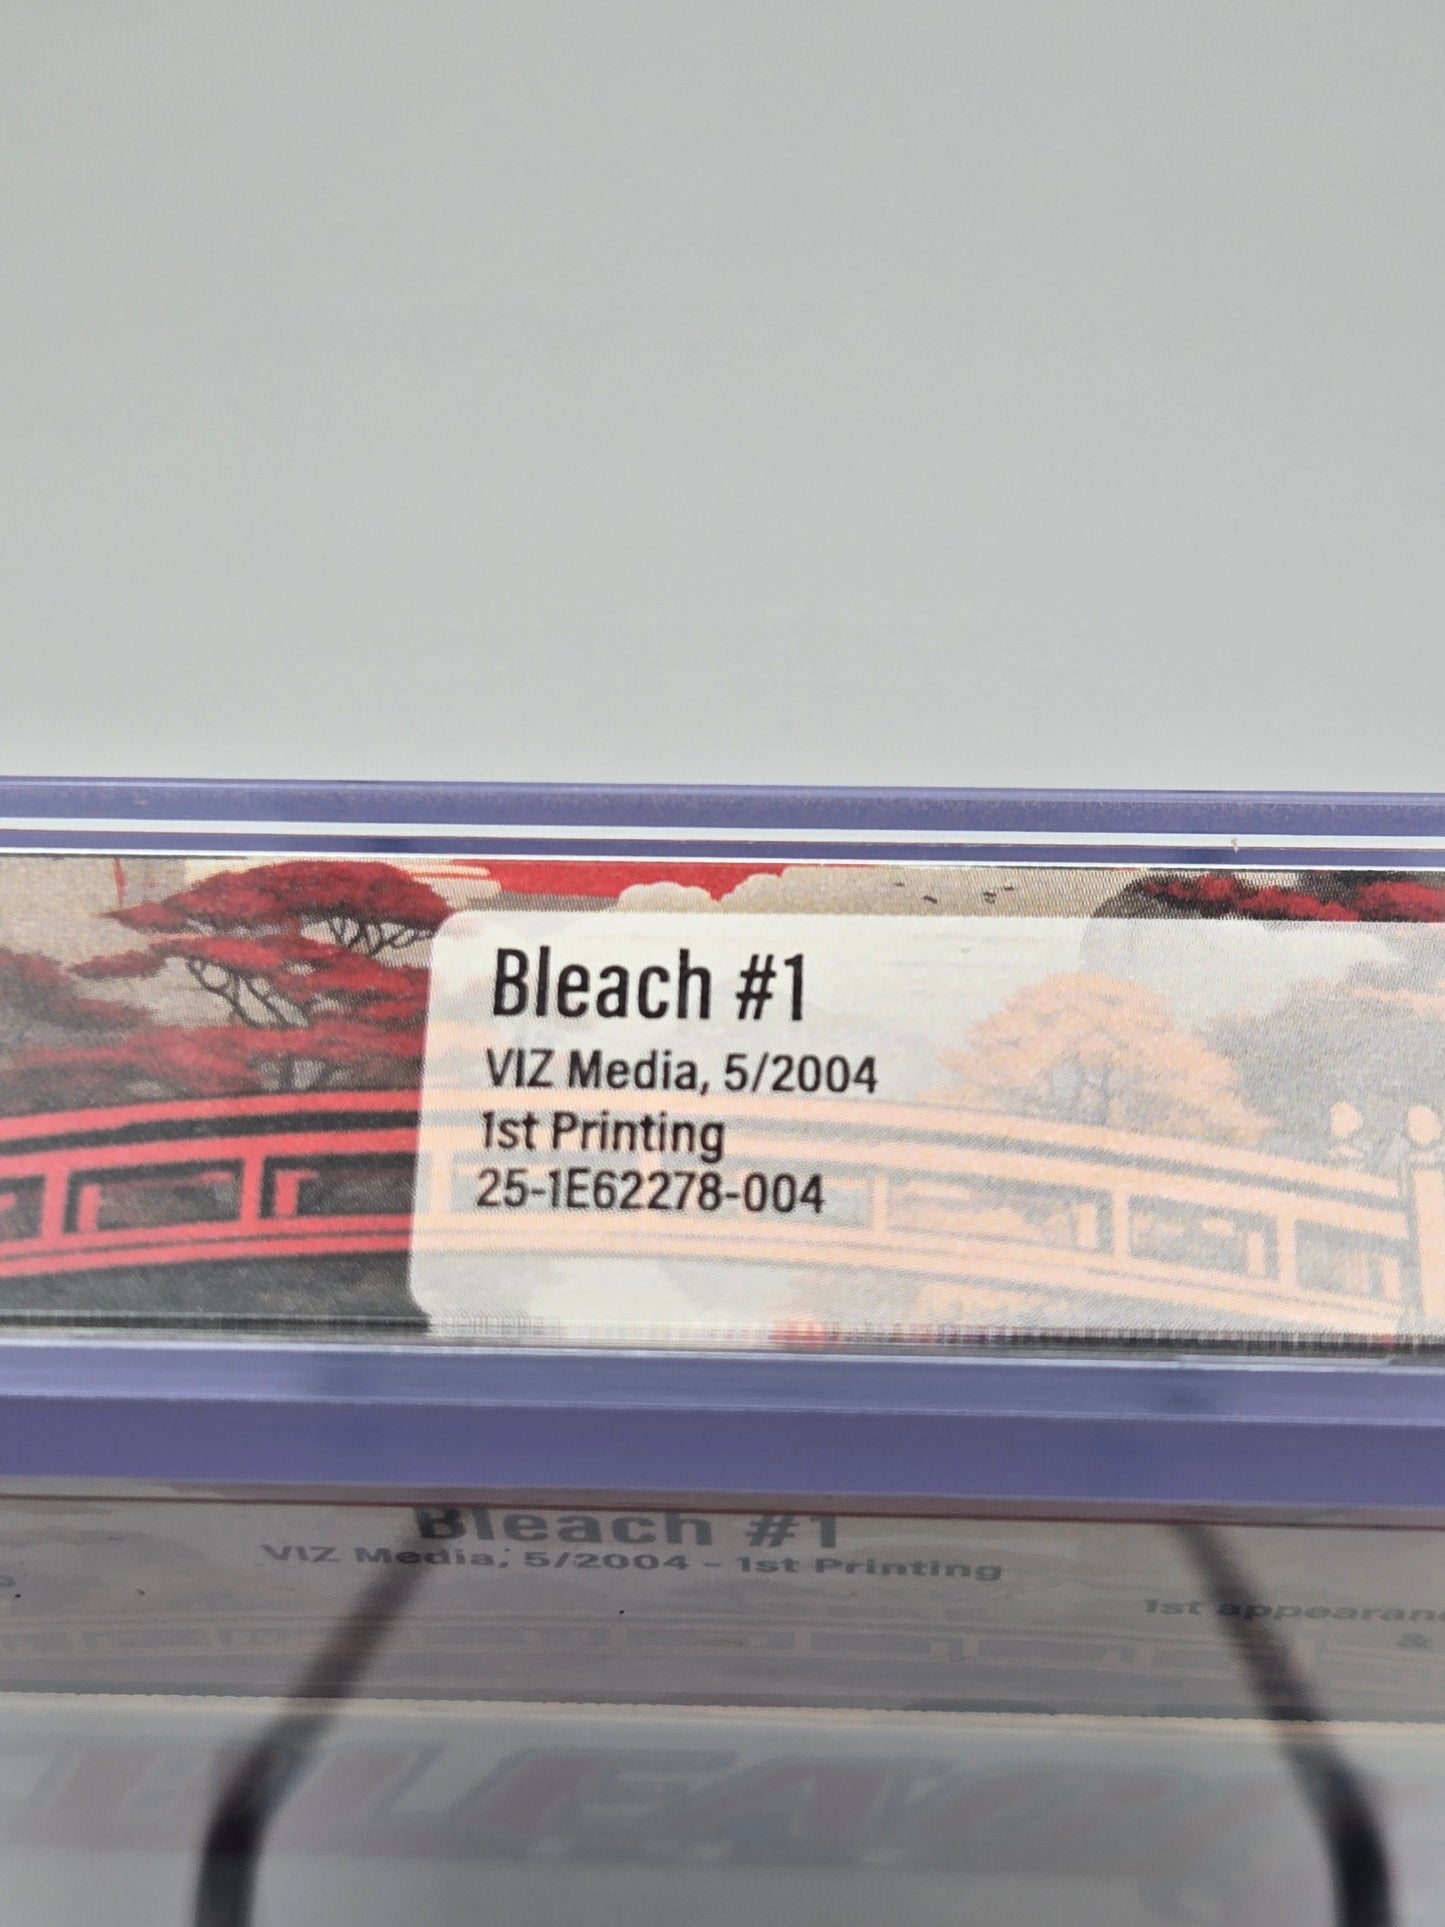 Bleach #1
VIZ Media, 5/2004
1st Printing
25-1E62278-004
Bleach #1
VIZ Media, 5/2004 - 1st Printing
1st
&
BLEAC